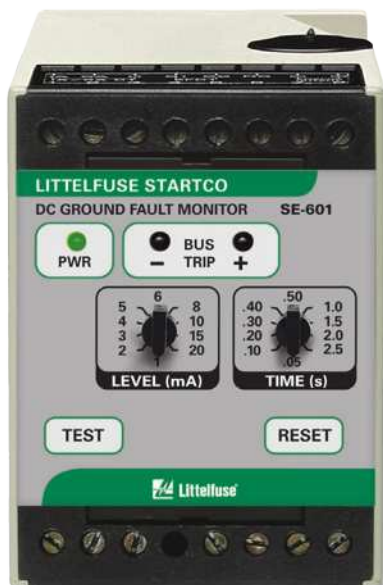 LITTELFUSE STARTCO
DC GROUND FAULT MONITOR SE-601
PWR
BUS
− TRIP +
6
5 8
4 10
3 15
2 20
1
LEVEL (mA)
.50
.40 1.0
.30 1.5
.20 2.0
.10 2.5
.05
TIME (s)
TEST
RESET
Littelfuse®